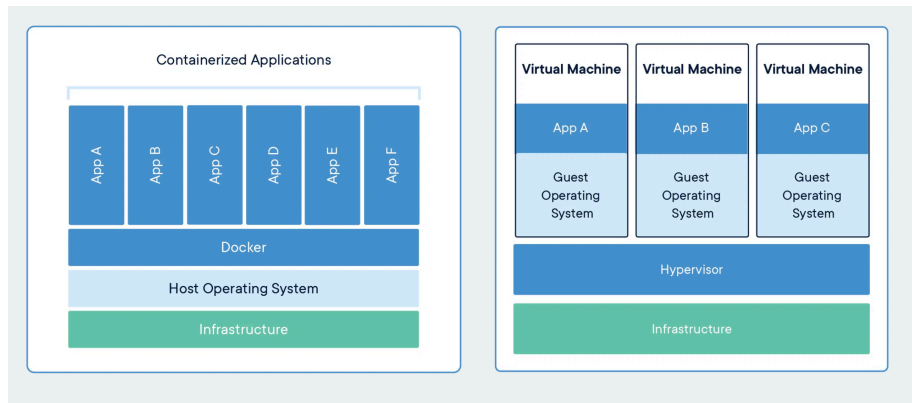 Containerized Applications
App A
App B
App C
App D
App E
App F
Docker
Host Operating System
Infrastructure
Virtual Machine
App A
Guest
Operating
System
Virtual Machine
App B
Guest
Operating
System
Virtual Machine
App C
Guest
Operating
System
Hypervisor
Infrastructure